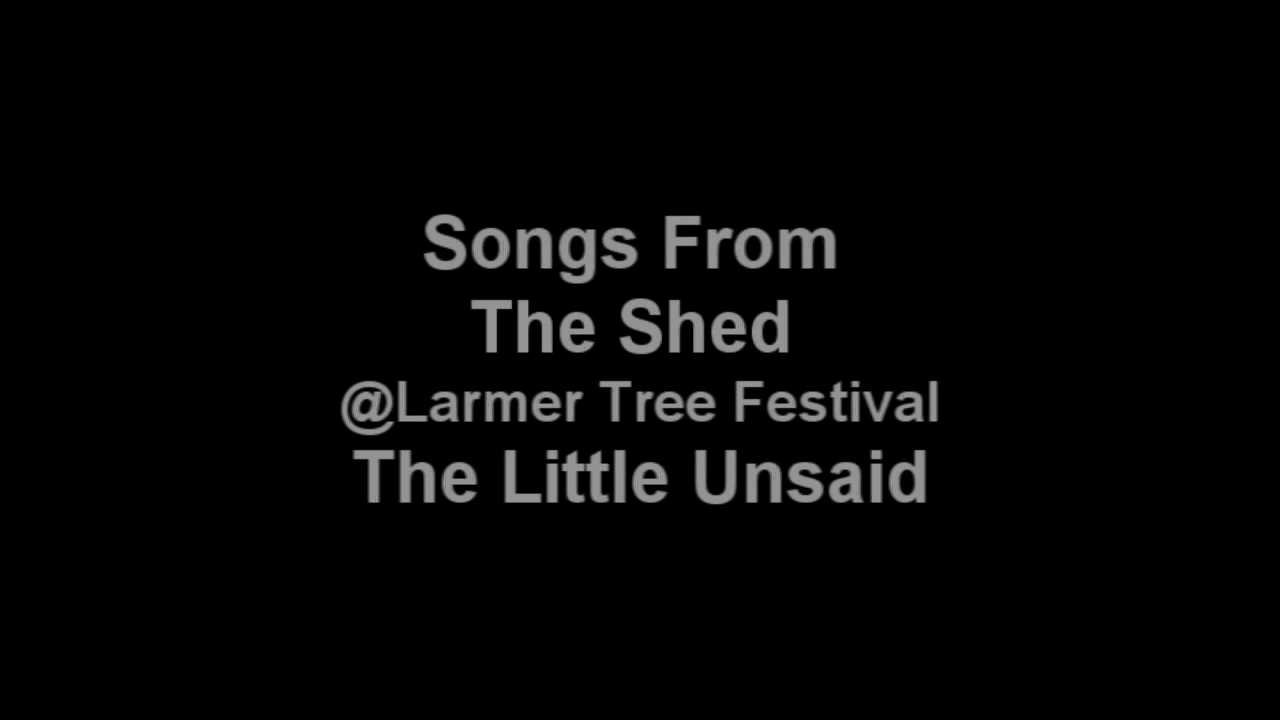 Songs From
The Shed
@Larmer Tree Festival
The Little Unsaid